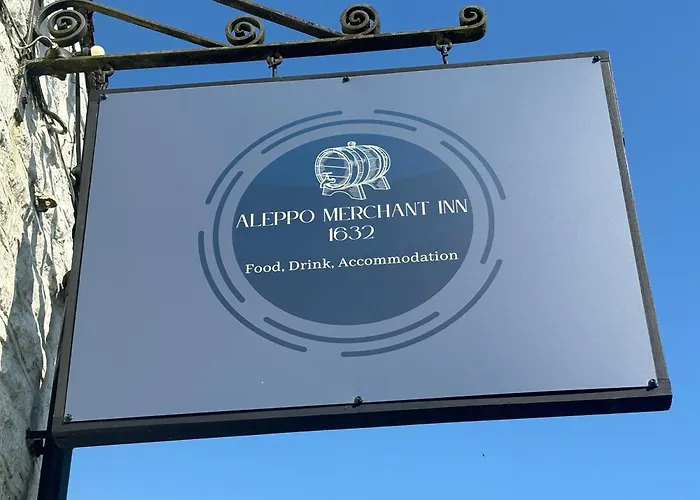 ALEPPO MERCHANT INN
1632
Food, Drink, Accommodation